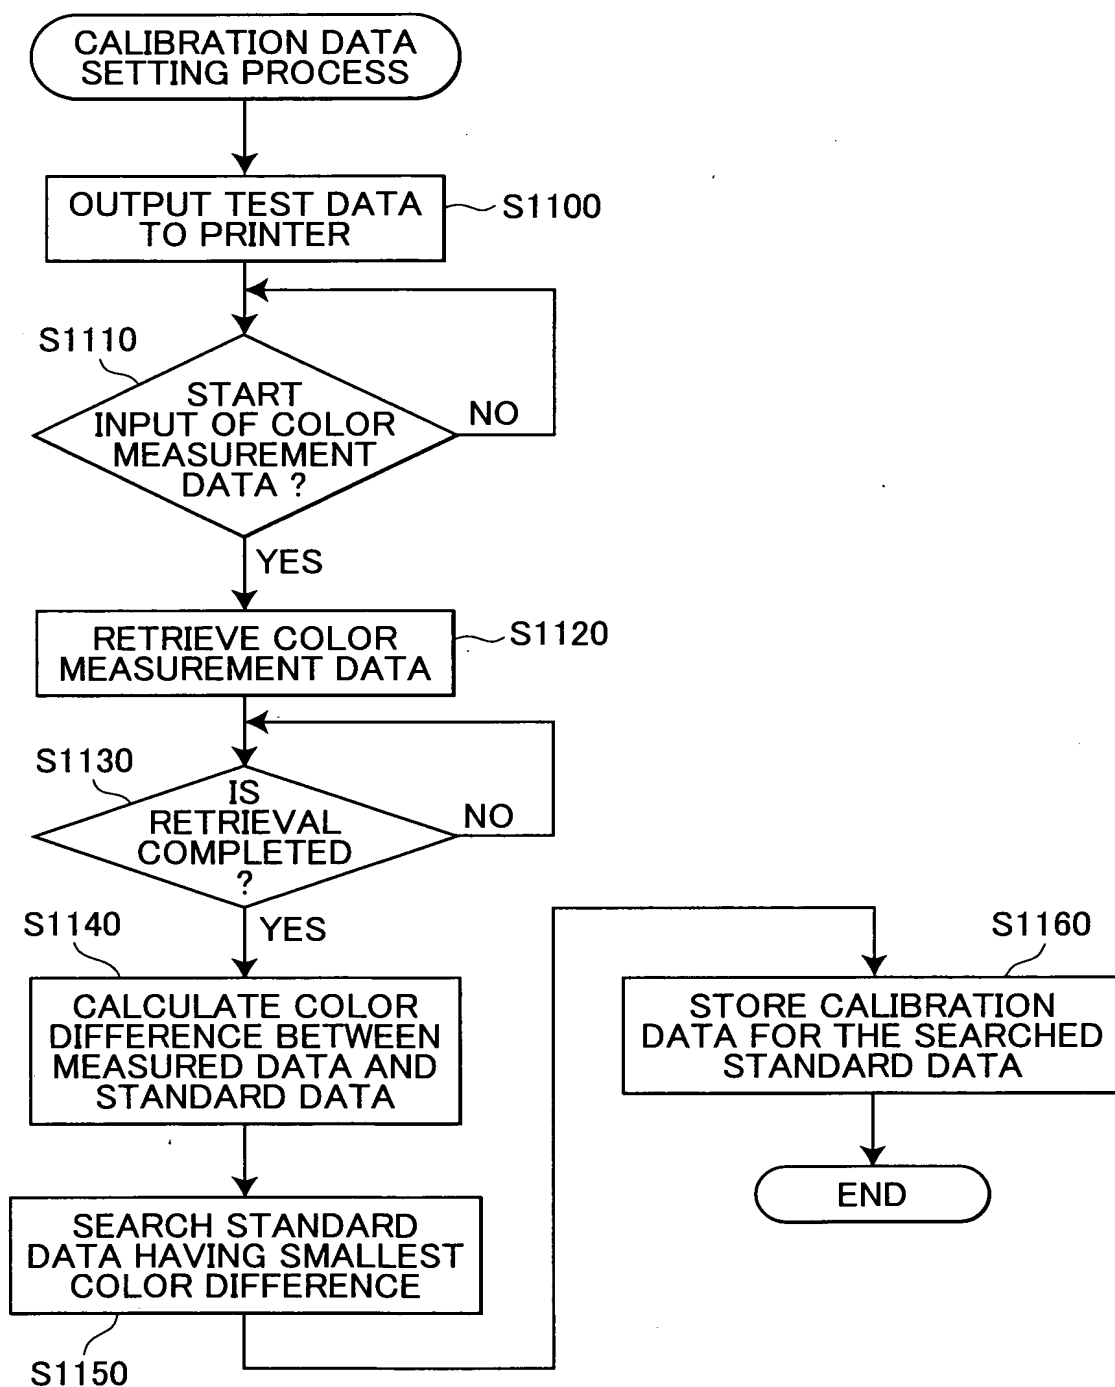 CALIBRATION DATA
SETTING PROCESS
OUTPUT TEST DATA
TO PRINTER
S1100
S1110
START
INPUT OF COLOR
MEASUREMENT
DATA ?
NO
YES
RETRIEVE COLOR
MEASUREMENT DATA
S1120
S1130
IS
RETRIEVAL
COMPLETED
?
NO
YES
S1140
CALCULATE COLOR
DIFFERENCE BETWEEN
MEASURED DATA AND
STANDARD DATA
SEARCH STANDARD
DATA HAVING SMALLEST
COLOR DIFFERENCE
S1150
S1160
STORE CALIBRATION
DATA FOR THE SEARCHED
STANDARD DATA
END